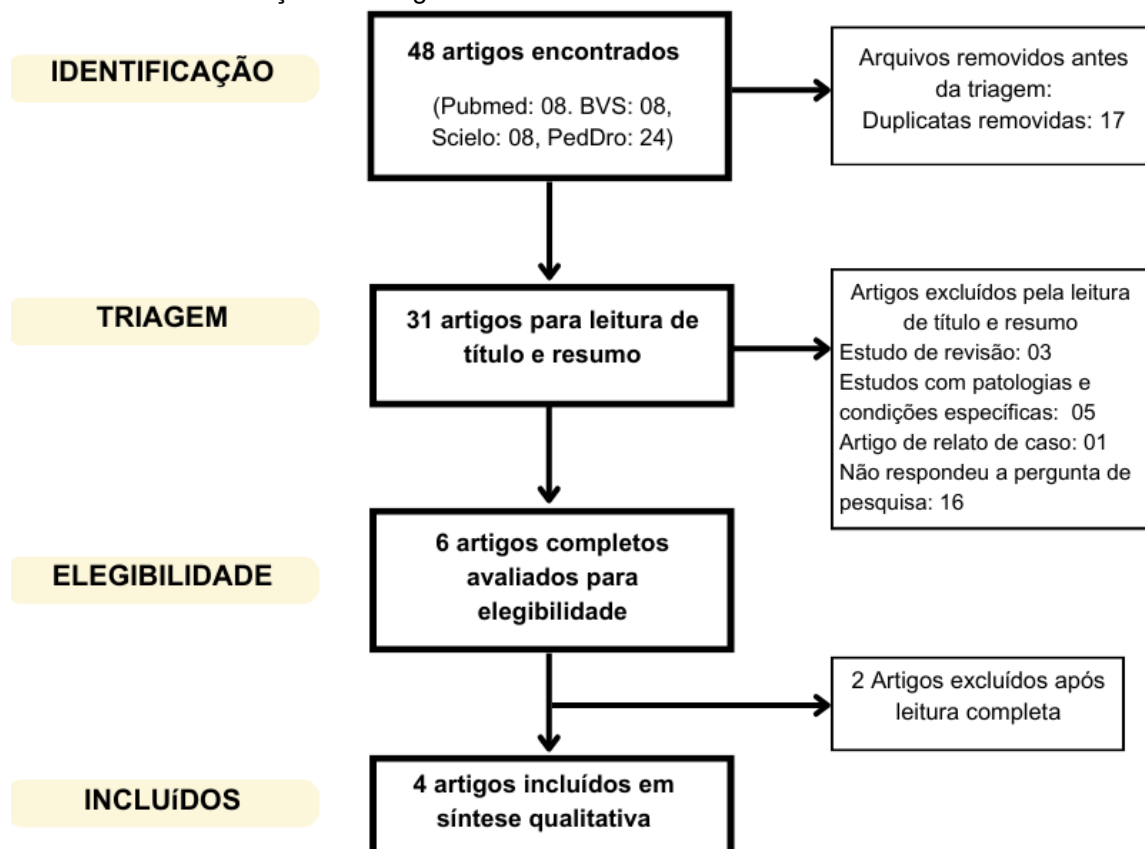 IDENTIFICAÇÃO
48 artigos encontrados
(Pubmed: 08. BVS: 08,
Scielo: 08, PedDro: 24)
Arquivos removidos antes
da triagem:
Duplicatas removidas: 17
TRIAGEM
31 artigos para leitura de
título e resumo
Artigos excluídos pela leitura
de título e resumo
Estudo de revisão: 03
Estudos com patologias e
condições específicas: 05
Artigo de relato de caso: 01
Não respondeu a pergunta de
pesquisa: 16
ELEGIBILIDADE
6 artigos completos
avaliados para
elegibilidade
2 Artigos excluídos após
leitura completa
INCLUíDOS
4 artigos incluídos em
síntese qualitativa